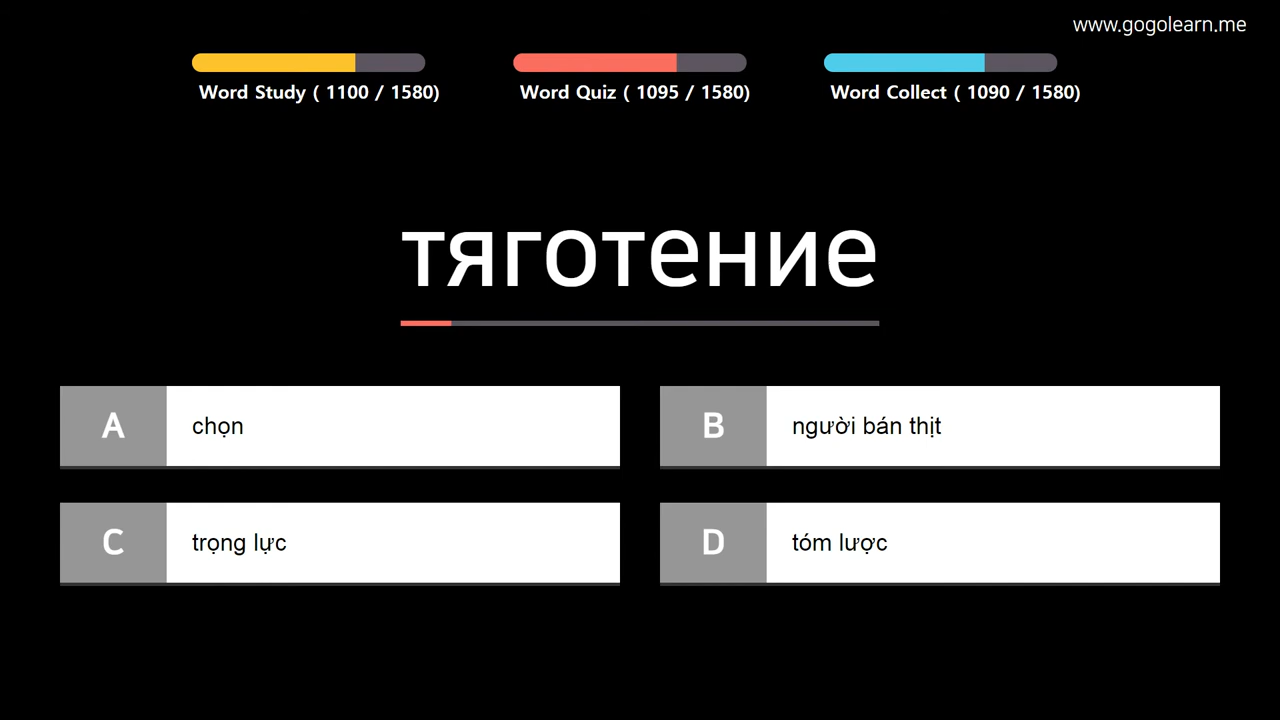 www.gogolearn.me
Word Study ( 1100 / 1580)
Word Quiz ( 1095 / 1580)
Word Collect ( 1090 / 1580)
тяготение
A
chọn
B
người bán thịt
C
trọng lực
D
tóm lược